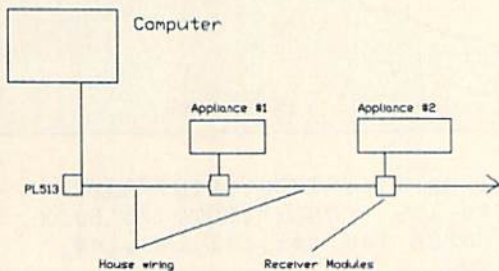 Computer
Appliance #1
Appliance #2
PL513
House wiring
Receiver Modules